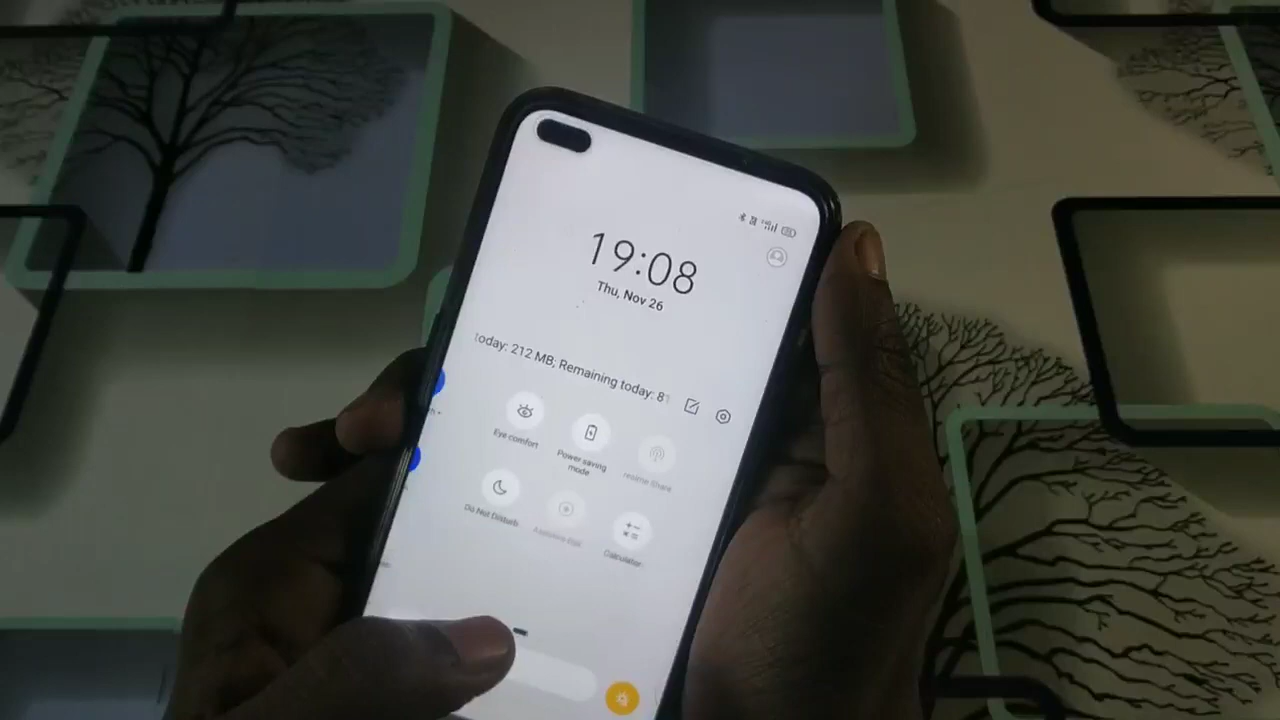 19:08
Thu, Nov 26
today: 212 MB; Remaining today: 8
Eye comfort
Power saving
mode
realme Share
Do Not Disturb
Calculator